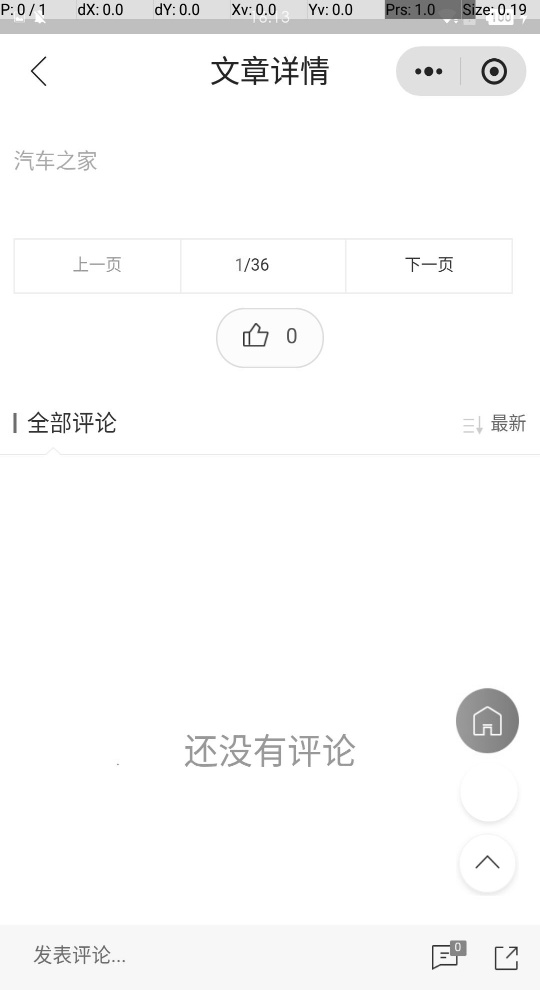 P: 0 / 1 dX: 0.0 dY: 0.0 Xv: 0.0 Yv: 0.0 Prs: 1.0 Size: 0.19
文章详情
汽车之家
上一页 1/36 下一页
0
全部评论 最新
还没有评论
发表评论... 0